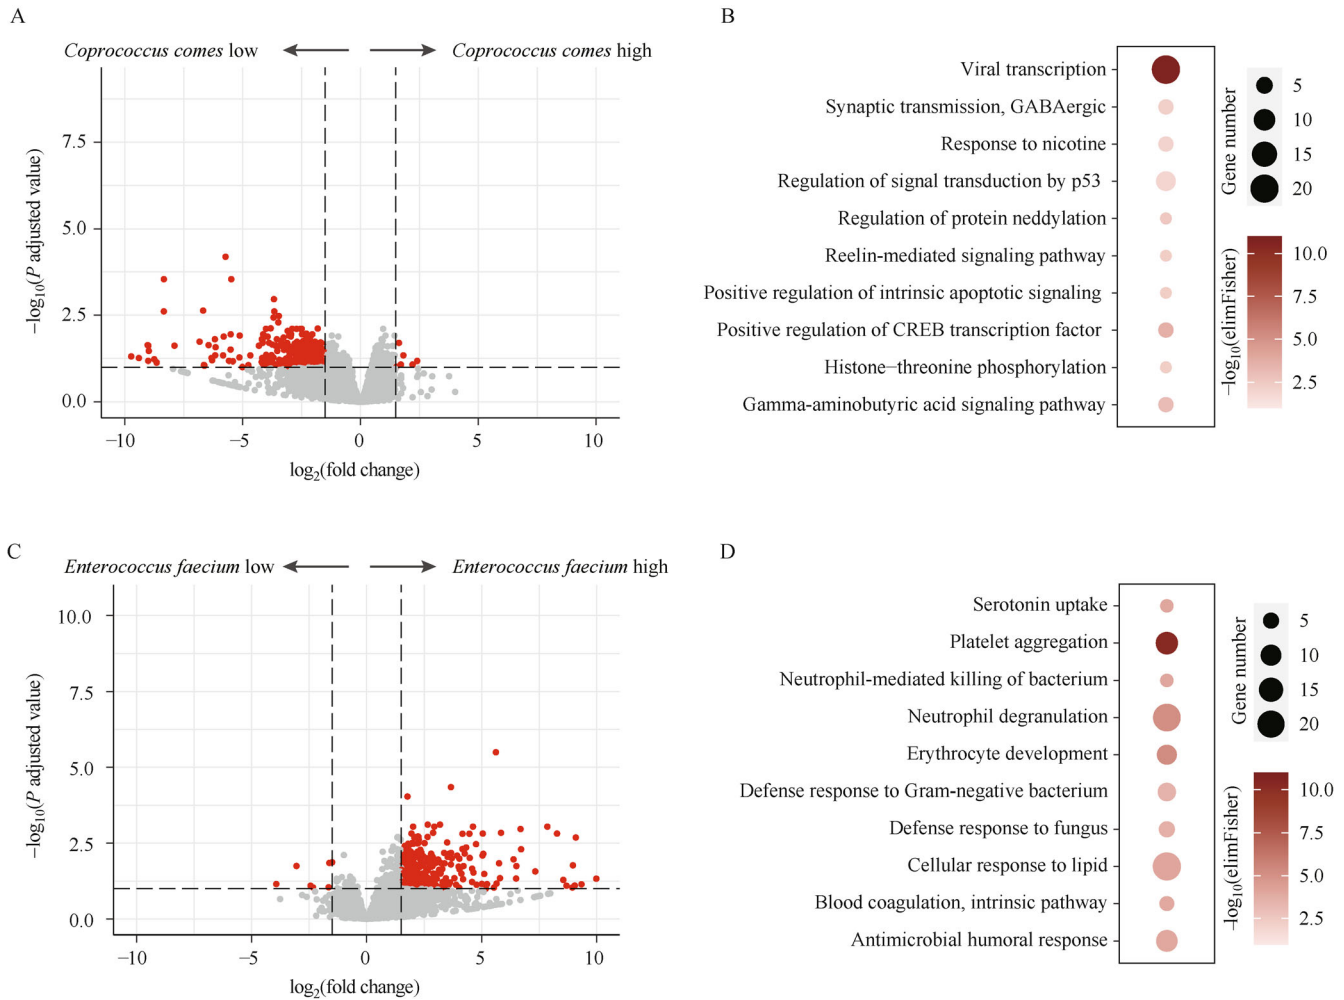 A
Coprococcus comes low
Coprococcus comes high
7.5
5.0
2.5
0.0
−log10(P adjusted value)
−10
−5
0
5
10
log2(fold change)
B
Viral transcription
Synaptic transmission, GABAergic
Response to nicotine
Regulation of signal transduction by p53
Regulation of protein neddylation
Reelin-mediated signaling pathway
Positive regulation of intrinsic apoptotic signaling
Positive regulation of CREB transcription factor
Histone−threonine phosphorylation
Gamma-aminobutyric acid signaling pathway
Gene number
5
10
15
20
−log10(elimFisher)
10.0
7.5
5.0
2.5
C
Enterococcus faecium low
Enterococcus faecium high
10.0
7.5
5.0
2.5
0.0
−log10(P adjusted value)
−10
−5
0
5
10
log2(fold change)
D
Serotonin uptake
Platelet aggregation
Neutrophil-mediated killing of bacterium
Neutrophil degranulation
Erythrocyte development
Defense response to Gram-negative bacterium
Defense response to fungus
Cellular response to lipid
Blood coagulation, intrinsic pathway
Antimicrobial humoral response
Gene number
5
10
15
20
−log10(elimFisher)
10.0
7.5
5.0
2.5